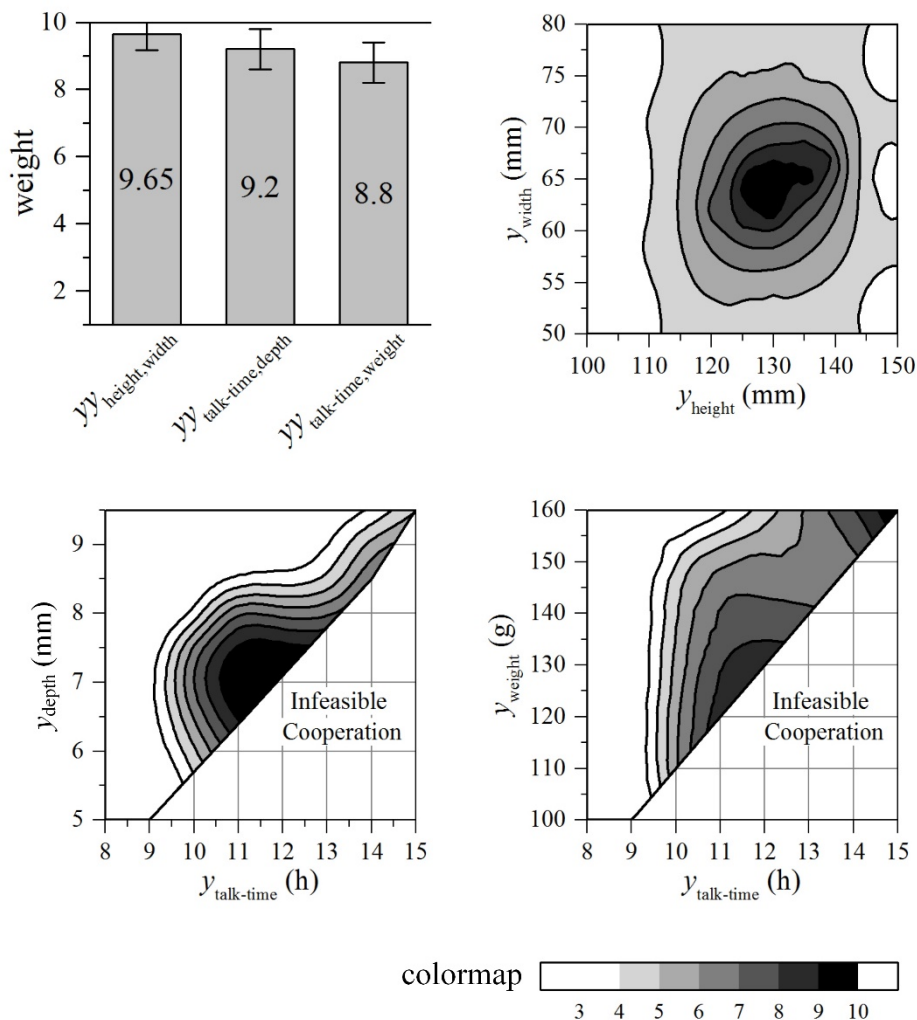 weight
10
8
6
4
2
9.65
9.2
8.8
yy height,width
yy talk-time,depth
yy talk-time,weight
y width (mm)
80
75
70
65
60
55
50
100 110 120 130 140 150
y height (mm)
y depth (mm)
9
8
7
6
5
Infeasible
Cooperation
8 9 10 11 12 13 14 15
y talk-time (h)
y weight (g)
160
150
140
130
120
110
100
Infeasible
Cooperation
8 9 10 11 12 13 14 15
y talk-time (h)
colormap
3 4 5 6 7 8 9 10